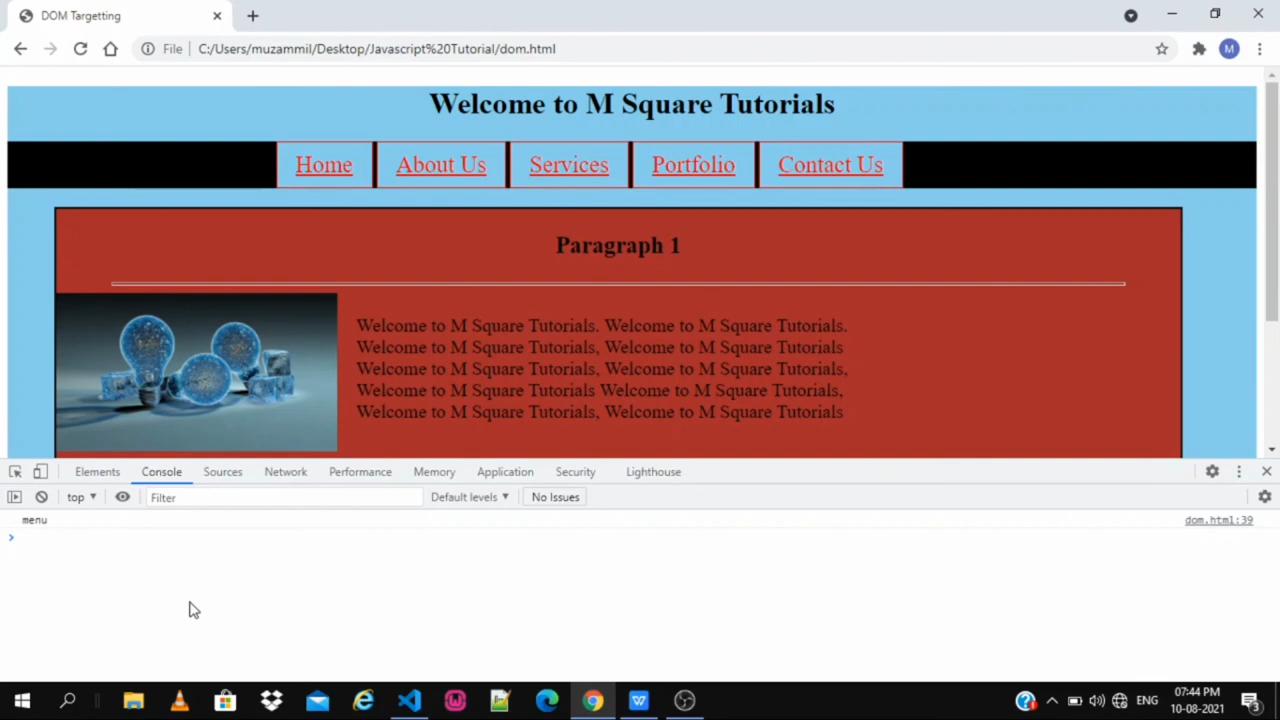 DOM Targetting
File
C:/Users/muzammil/Desktop/Javascript%20Tutorial/dom.html
M
Welcome to M Square Tutorials
Home About Us Services Portfolio Contact Us
Paragraph 1
Welcome to M Square Tutorials. Welcome to M Square Tutorials.
Welcome to M Square Tutorials, Welcome to M Square Tutorials
Welcome to M Square Tutorials, Welcome to M Square Tutorials,
Welcome to M Square Tutorials Welcome to M Square Tutorials,
Welcome to M Square Tutorials, Welcome to M Square Tutorials
Elements Console Sources Network Performance Memory Application Security Lighthouse
top Filter Default levels No Issues
menu dom.html:39
ENG
07:44 PM
10-08-2021
3